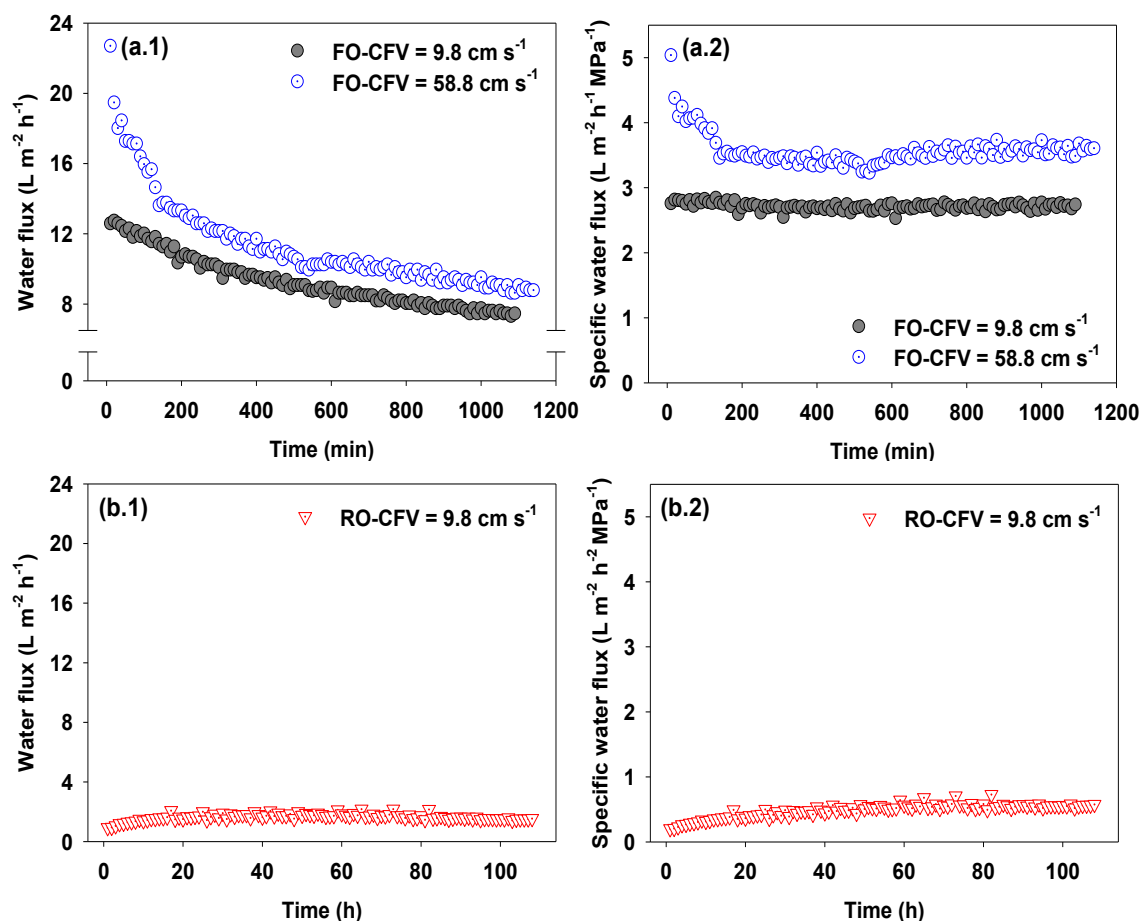 (a.1)
FO-CFV = 9.8 cm s⁻¹
FO-CFV = 58.8 cm s⁻¹
Water flux (L m⁻² h⁻¹)
24
20
16
12
8
0
0 200 400 600 800 1000 1200
Time (min)
(a.2)
FO-CFV = 9.8 cm s⁻¹
FO-CFV = 58.8 cm s⁻¹
Specific water flux (L m⁻² h⁻¹ MPa⁻¹)
5
4
3
2
1
0
0 200 400 600 800 1000 1200
Time (min)
(b.1)
RO-CFV = 9.8 cm s⁻¹
Water flux (L m⁻² h⁻¹)
24
20
16
12
8
4
0
0 20 40 60 80 100
Time (h)
(b.2)
RO-CFV = 9.8 cm s⁻¹
Specific water flux (L m⁻² h⁻² MPa⁻¹)
5
4
3
2
1
0
0 20 40 60 80 100
Time (h)